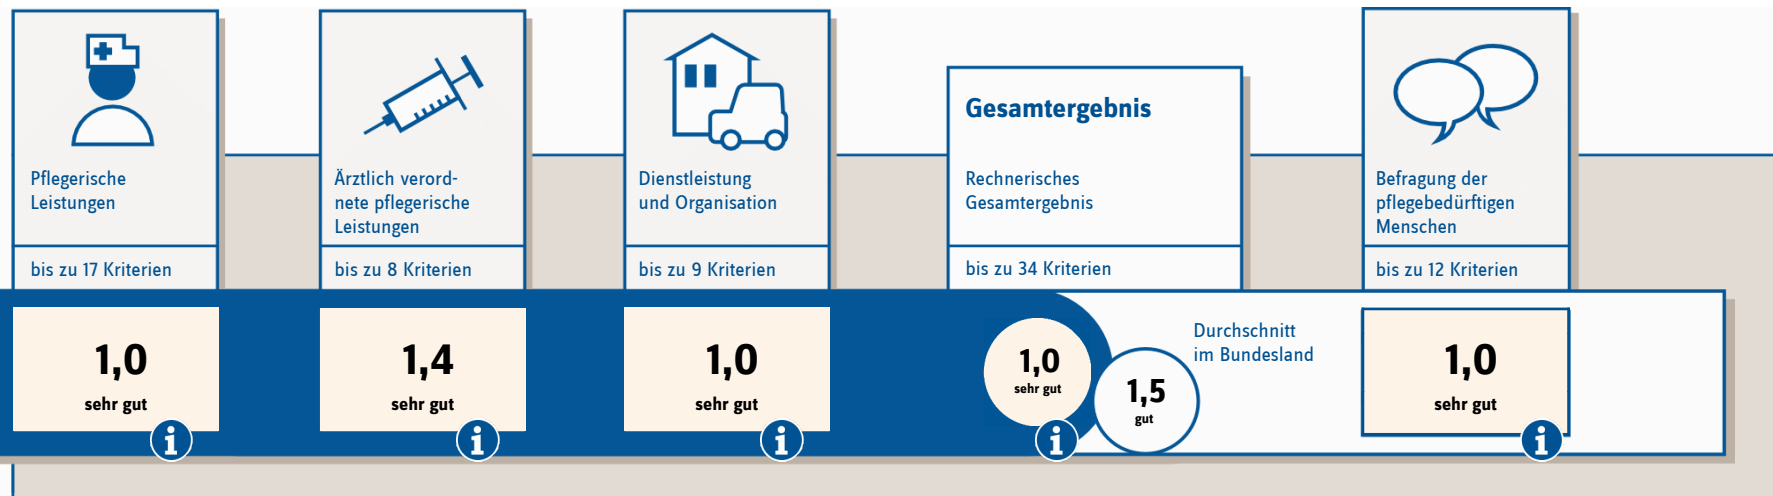 Pflegerische
Leistungen
bis zu 17 Kriterien
1,0
sehr gut
i
Ärztlich verord-
nete pflegerische
Leistungen
bis zu 8 Kriterien
1,4
sehr gut
i
Dienstleistung
und Organisation
bis zu 9 Kriterien
1,0
sehr gut
i
Gesamtergebnis
Rechnerisches
Gesamtergebnis
bis zu 34 Kriterien
1,0
sehr gut
i
1,5
gut
Durchschnitt
im Bundesland
Befragung der
pflegebedürftigen
Menschen
bis zu 12 Kriterien
1,0
sehr gut
i